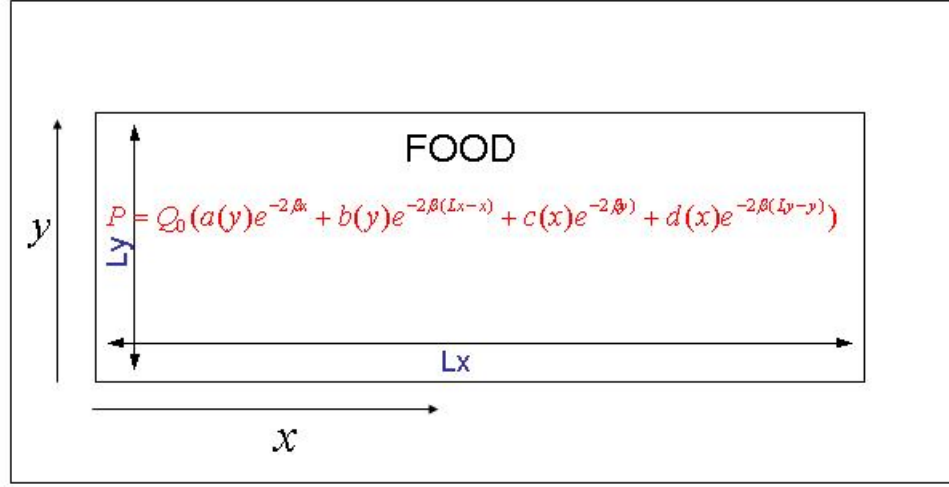 FOOD
P = Q₀(a(y)e^{-2βx} + b(y)e^{-2β(Lx-x)} + c(x)e^{-2βy)} + d(x)e^{-2β(Ly-y)})
y
Ly
Lx
x